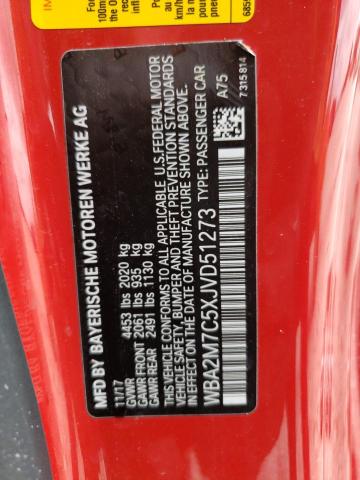 MFD BY BAYERISCHE MOTOREN WERKE AG
11/17
GVWR 4453 lbs 2020 kg
GAWR FRONT 2061 lbs 935 kg
GAWR REAR 2491 lbs 1130 kg
THIS VEHICLE CONFORMS TO ALL APPLICABLE U.S. FEDERAL MOTOR
VEHICLE SAFETY, BUMPER AND THEFT PREVENTION STANDARDS
IN EFFECT ON THE DATE OF MANUFACTURE SHOWN ABOVE.
WBA2M7C5XJVD51273 TYPE: PASSENGER CAR
A75
7315814